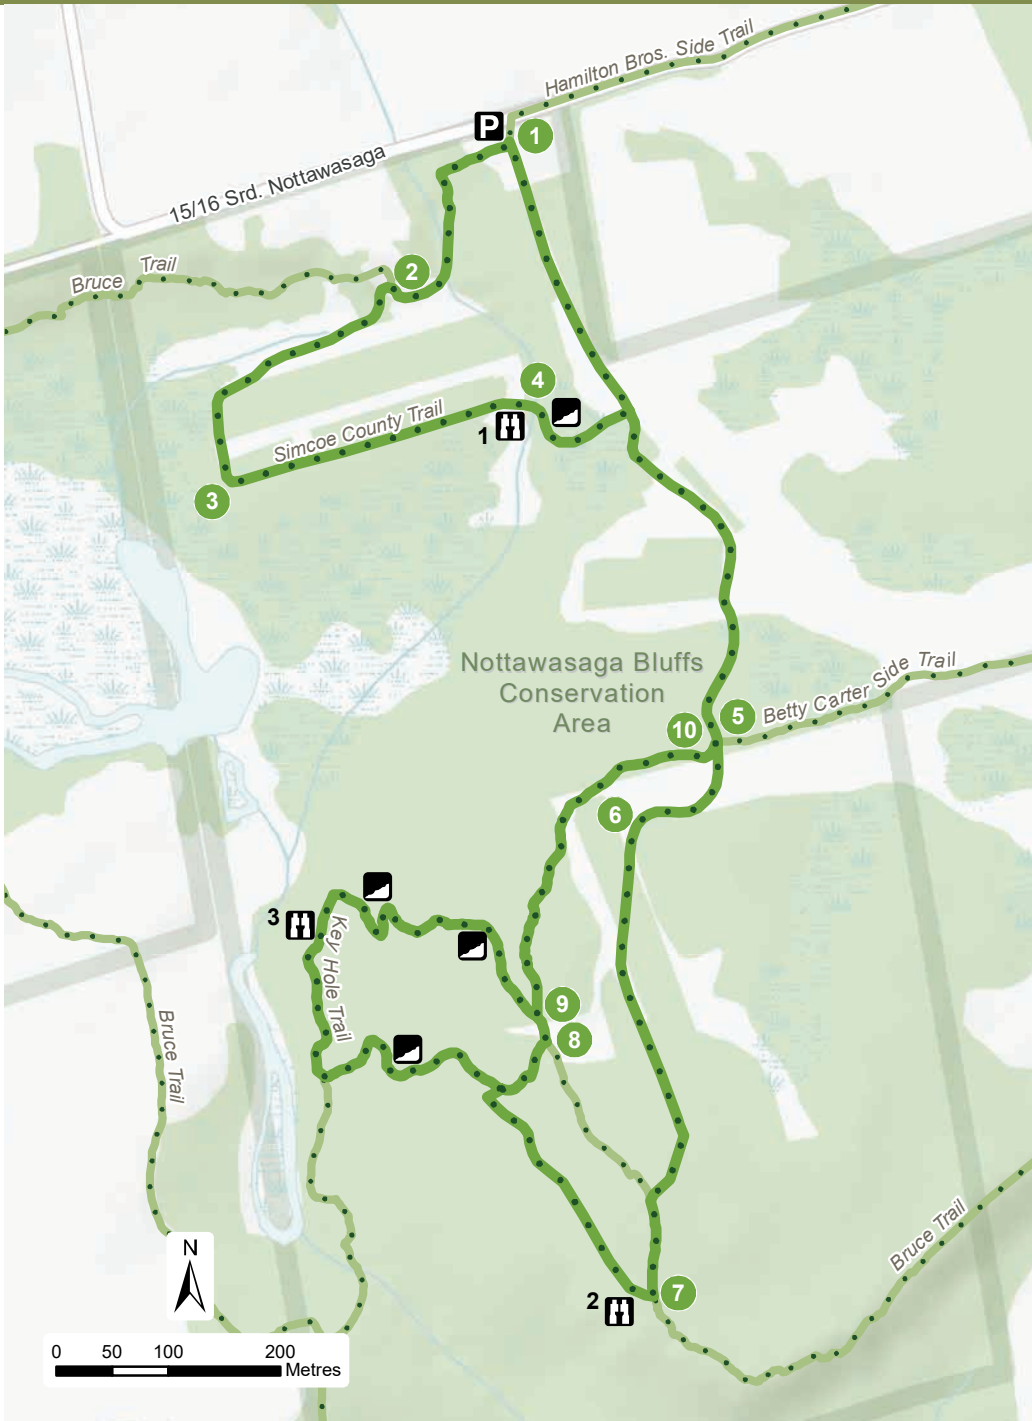 Hamilton Bros. Side Trail
P
1
15/16 Srd. Nottawasaga
Bruce Trail
2
4
1
Simcoe County Trail
3
Nottawasaga Bluffs
Conservation
Area
Betty Carter Side Trail
5
10
6
3
Key Hole Trail
9
8
Bruce Trail
Bruce Trail
7
2
N
0 50 100 200
Metres